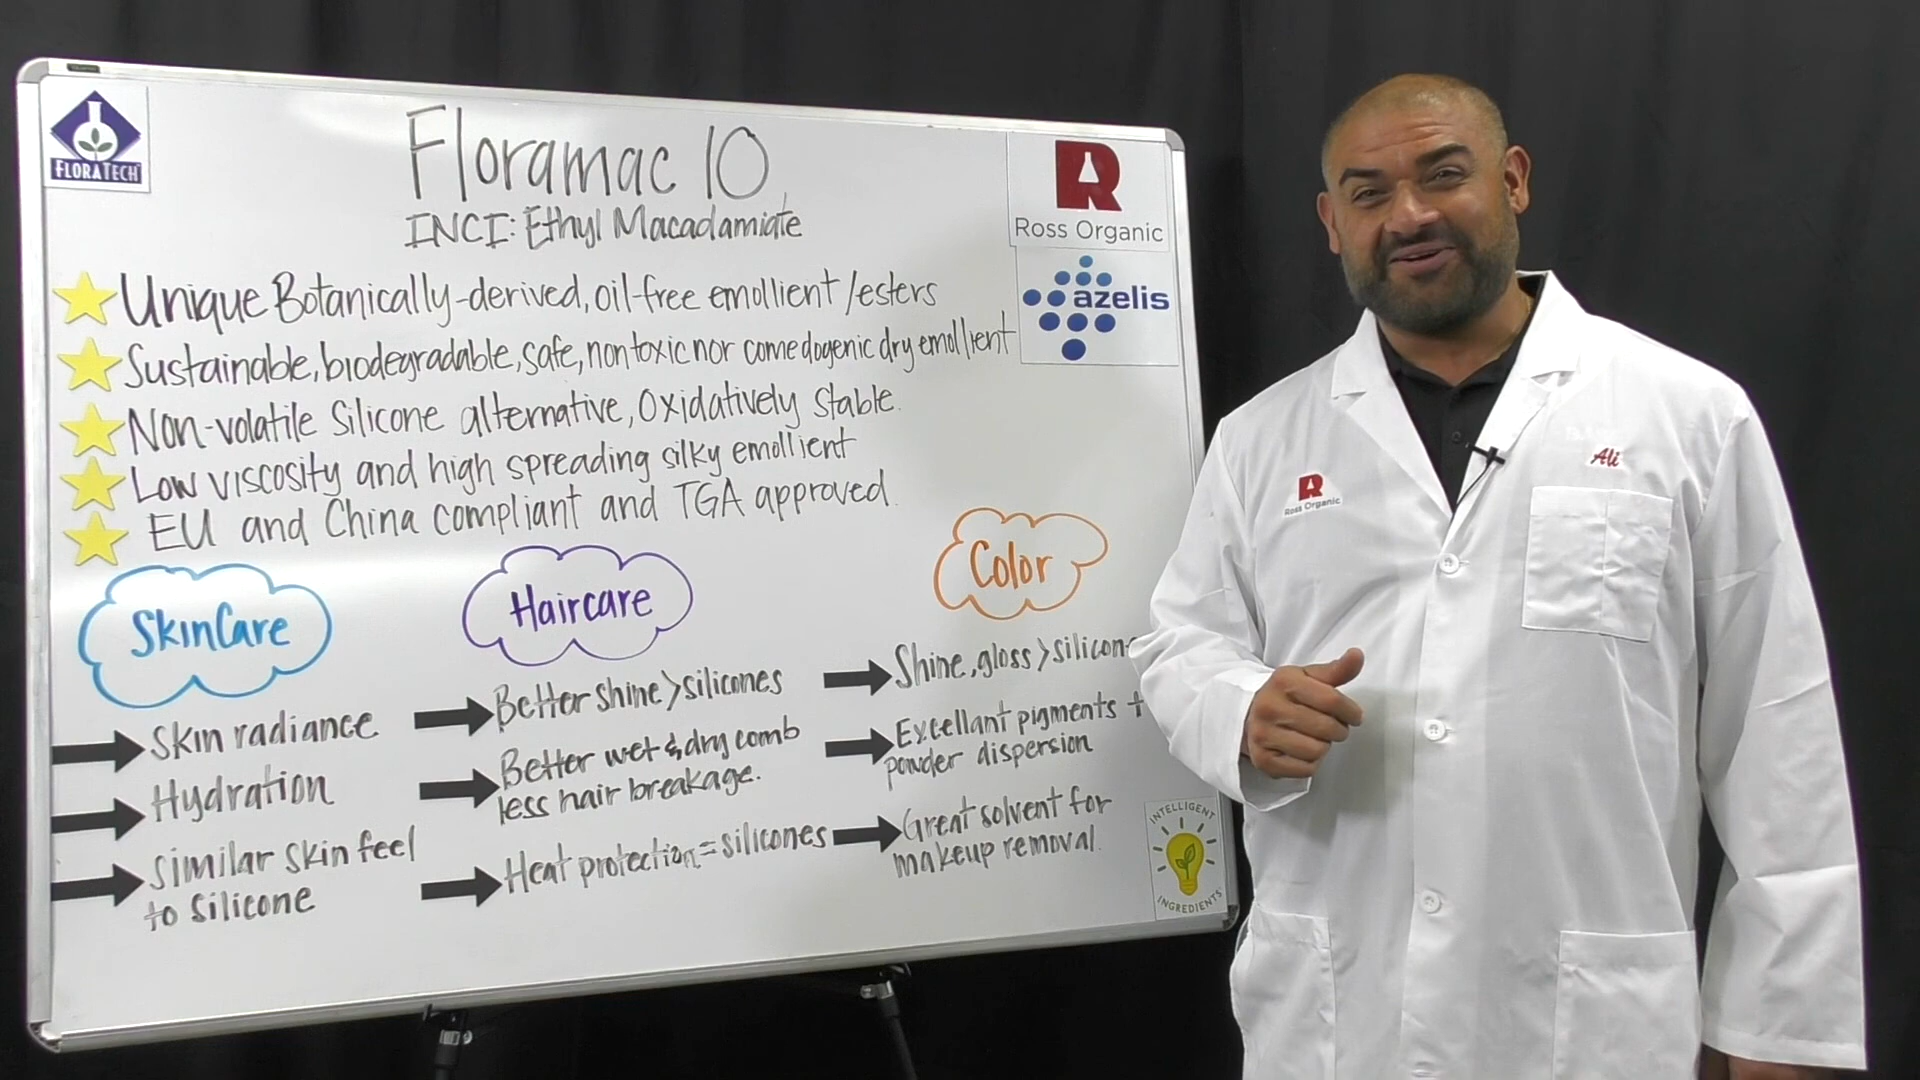 FLORATECH
Floramac 10
INCI: Ethyl Macadamiate
Ross Organic
azelis
Unique Botanically-derived, oil-free emollient/esters
Sustainable, biodegradable, safe, nontoxic nor comedogenic dry emollient
Non-volatile Silicone alternative, Oxidatively Stable.
Low viscosity and high spreading silky emollient
EU and China compliant and TGA approved.
SkinCare
Skin radiance
Hydration
Similar skin feel
to silicone
Haircare
Better shine > silicones
Better wet & dry comb
less hair breakage.
Heat protection = silicones
Color
Shine, gloss > silicon
Excellant pigments +
powder dispersion
Great solvent for
makeup removal.
INTELLIGENT
INGREDIENTS
Ross Organic
Ali